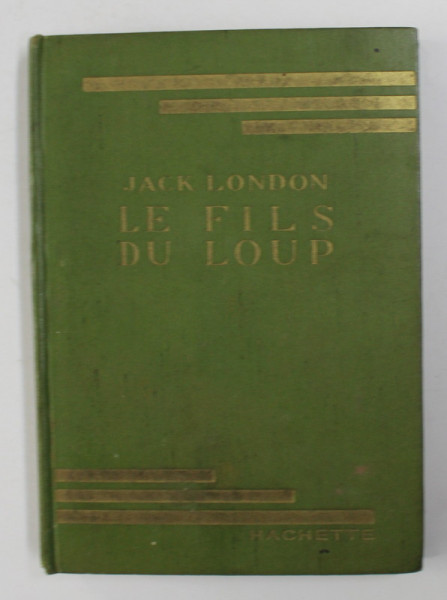 JACK LONDON
LE FILS
DU LOUP
HACHETTE